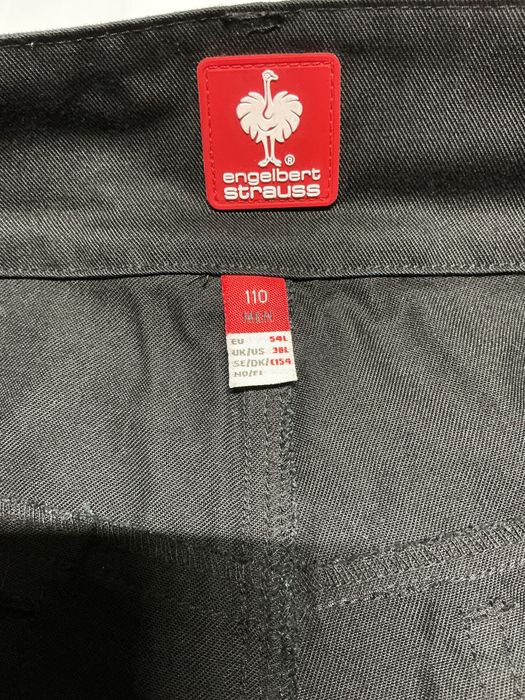 ®
engelbert
strauss
110
MEN
EU 54L
UK/US 38L
SE/DK/ C154
NO/FI